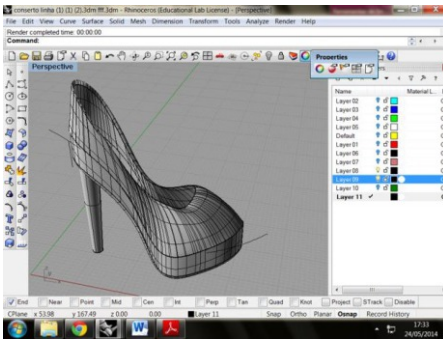 conserto linha (1) (1) (2).3dm fff.3dm - Rhinoceros (Educational Lab License) - [Perspective]
File Edit View Curve Surface Solid Mesh Dimension Transform Tools Analyze Render Panels Help
Render completed time: 00:00:00
Command:
Properties
Perspective
Name Material L...
Layer 02
Layer 03
Layer 04
Layer 05
Default
Layer 01
Layer 06
Layer 07
Layer 08
Layer 09
Layer 10
Layer 11
End Near Point Mid Cen Int Perp Tan Quad Knot Project STrack Disable
CPlane x 53.98 y 167.49 z 0.00 0.00 Layer 11 Snap Ortho Planar Osnap Record History
17:33
24/05/2014